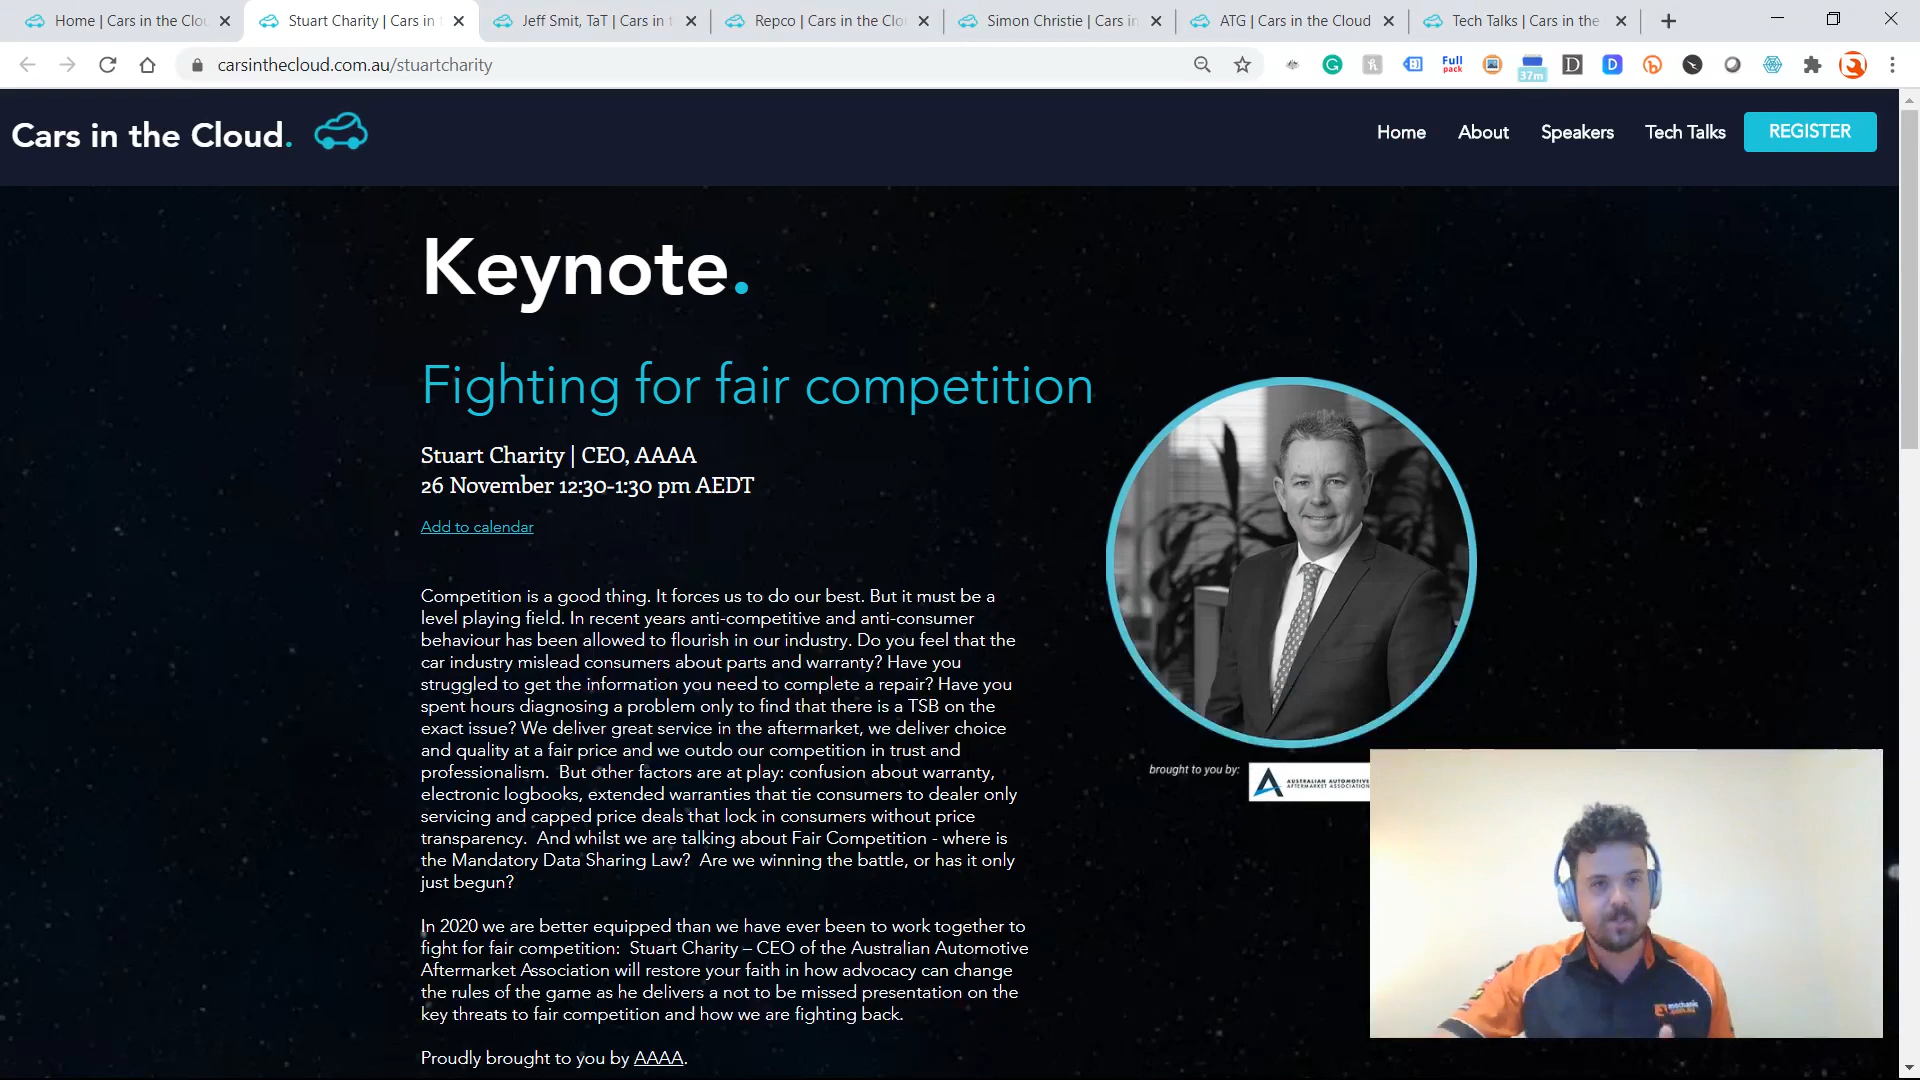 Home | Cars in the Clou
Stuart Charity | Cars in t
Jeff Smit, TaT | Cars in t
Repco | Cars in the Clo
Simon Christie | Cars in
ATG | Cars in the Cloud
Tech Talks | Cars in the
carsinthecloud.com.au/stuartcharity
Full
pack
37m
Cars in the Cloud.
Home
About
Speakers
Tech Talks
REGISTER
Keynote.
Fighting for fair competition
Stuart Charity | CEO, AAAA
26 November 12:30-1:30 pm AEDT
Add to calendar
Competition is a good thing. It forces us to do our best. But it must be a
level playing field. In recent years anti-competitive and anti-consumer
behaviour has been allowed to flourish in our industry. Do you feel that the
car industry mislead consumers about parts and warranty? Have you
struggled to get the information you need to complete a repair? Have you
spent hours diagnosing a problem only to find that there is a TSB on the
exact issue? We deliver great service in the aftermarket, we deliver choice
and quality at a fair price and we outdo our competition in trust and
professionalism.  But other factors are at play: confusion about warranty,
electronic logbooks, extended warranties that tie consumers to dealer only
servicing and capped price deals that lock in consumers without price
transparency.  And whilst we are talking about Fair Competition - where is
the Mandatory Data Sharing Law?  Are we winning the battle, or has it only
just begun?
In 2020 we are better equipped than we have ever been to work together to
fight for fair competition:  Stuart Charity – CEO of the Australian Automotive
Aftermarket Association will restore your faith in how advocacy can change
the rules of the game as he delivers a not to be missed presentation on the
key threats to fair competition and how we are fighting back.
Proudly brought to you by AAAA.
brought to you by:
AUSTRALIAN AUTOMOTIVE
AFTERMARKET ASSOCIATION
mechanic